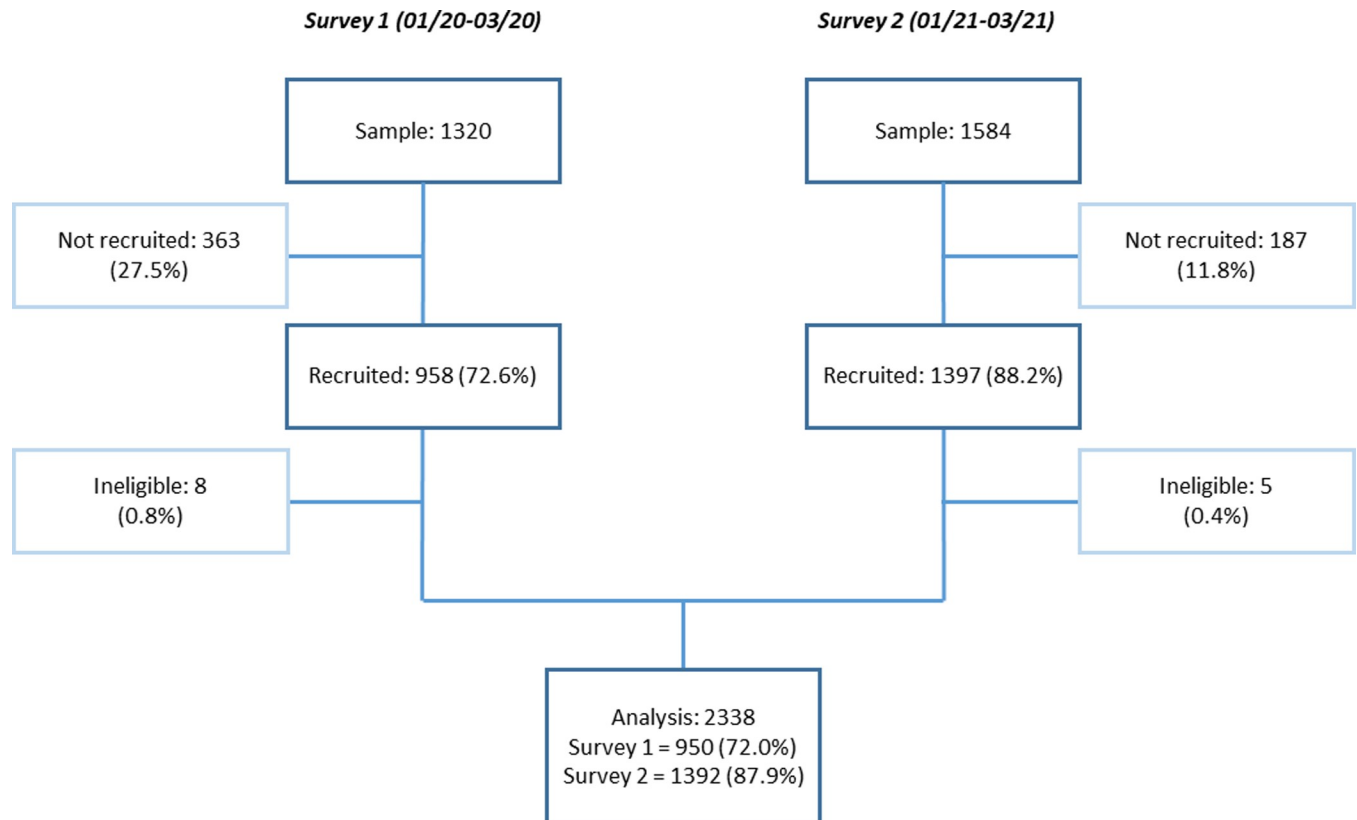 Survey 1 (01/20-03/20)
Survey 2 (01/21-03/21)
Sample: 1320
Sample: 1584
Not recruited: 363
(27.5%)
Not recruited: 187
(11.8%)
Recruited: 958 (72.6%)
Recruited: 1397 (88.2%)
Ineligible: 8
(0.8%)
Ineligible: 5
(0.4%)
Analysis: 2338
Survey 1 = 950 (72.0%)
Survey 2 = 1392 (87.9%)